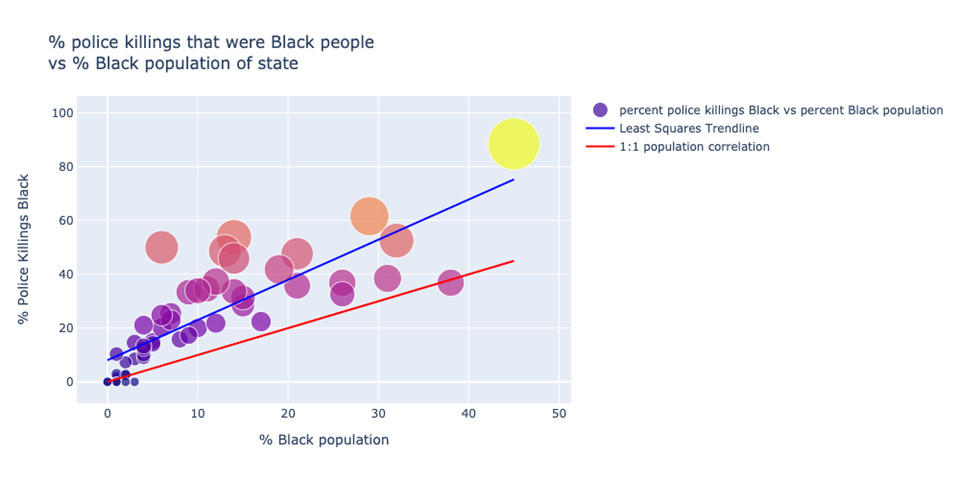 % police killings that were Black people
vs % Black population of state
percent police killings Black vs percent Black population
Least Squares Trendline
1:1 population correlation
% Police Killings Black
100
80
60
40
20
0
0 10 20 30 40 50
% Black population